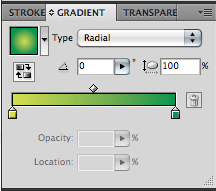 STROKE GRADIENT TRANSPARE
Type Radial
0 ° 100 %
Opacity: %
Location: %